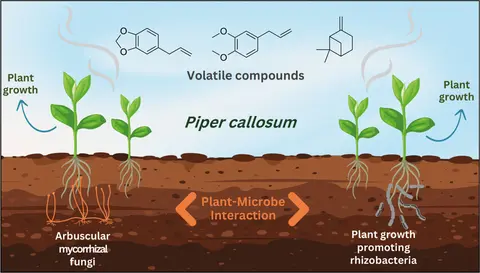 O
O
O
O
Volatile compounds
Plant
growth
Plant
growth
Piper callosum
Plant-Microbe
Interaction
Arbuscular
mycorrhizal
fungi
Plant growth
promoting
rhizobacteria